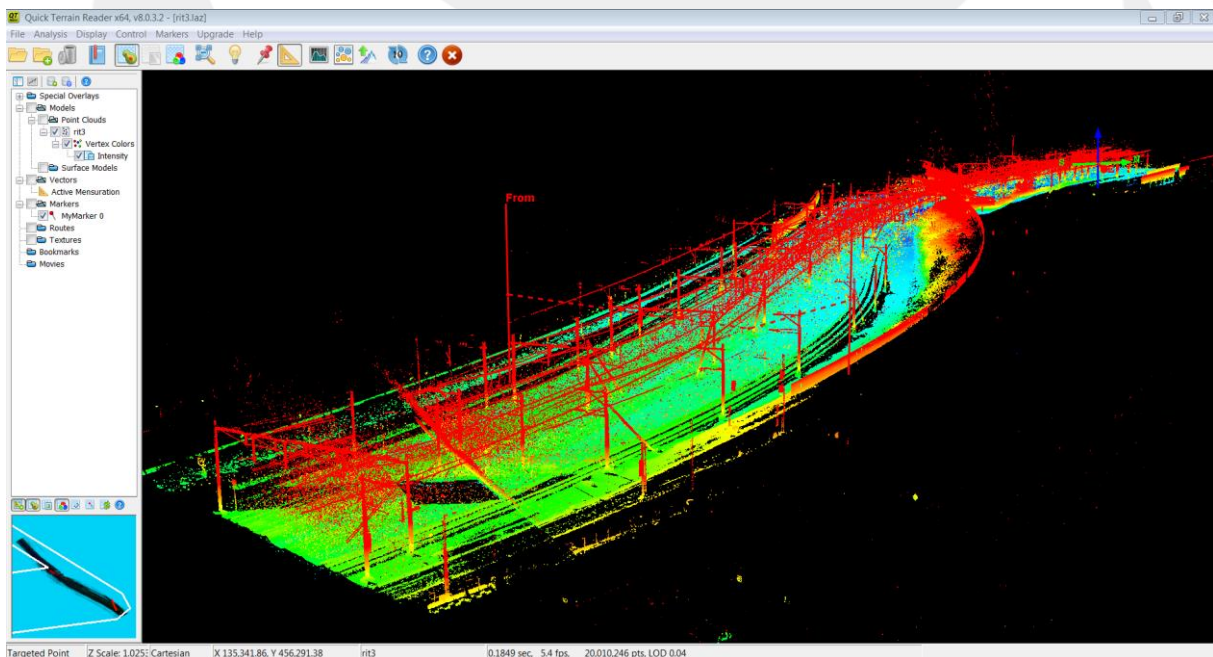 Quick Terrain Reader x64, v8.0.3.2 - [rit3.laz]
File Analysis Display Control Markers Upgrade Help
Special Overlays
Models
Point Clouds
rit3
Vertex Colors
Intensity
Surface Models
Vectors
Active Mensuration
Markers
MyMarker 0
Routes
Textures
Bookmarks
Movies
From
S N
Targeted Point Z Scale: 1.025 Cartesian X 135,341.86, Y 456,291.38 rit3 0.1849 sec, 5.4 fps, 20,010,246 pts, LOD 0.04